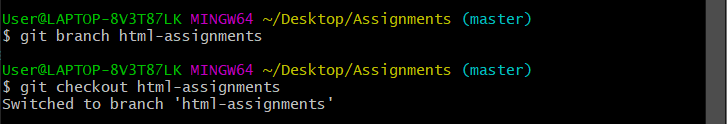 User@LAPTOP-8V3T87LK MINGW64 ~/Desktop/Assignments (master)
$ git branch html-assignments
User@LAPTOP-8V3T87LK MINGW64 ~/Desktop/Assignments (master)
$ git checkout html-assignments
Switched to branch 'html-assignments'